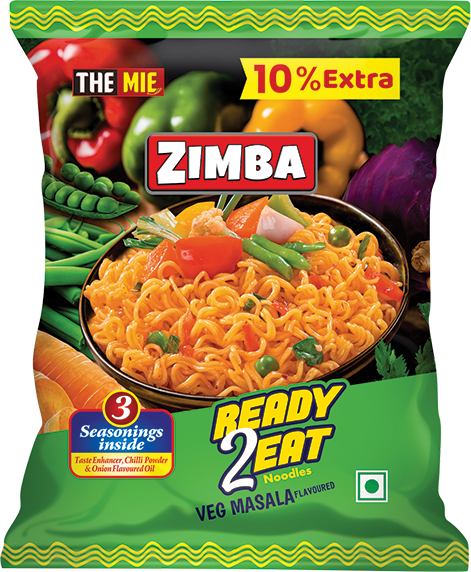 THE MIE
10% Extra
ZIMBA
3
Seasonings
inside
Taste Enhancer, Chilli Powder
& Onion Flavoured Oil
READY
2 EAT
Noodles
VEG MASALA FLAVOURED